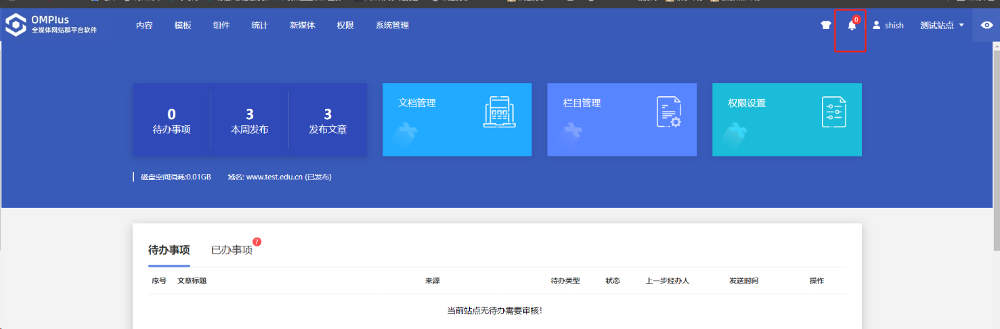 OMPlus
全媒体网站群平台软件
内容 模板 组件 统计 新媒体 权限 系统管理 0 shish 测试站点
0 3 3
待办事项 本周发布 发布文章
文档管理 栏目管理 权限设置
磁盘空间消耗:0.01GB 域名: www.test.edu.cn (已发布)
待办事项 已办事项 7
序号 文章标题 来源 待办类型 状态 上一步经办人 发送时间 操作
当前站点无待办需要审核！